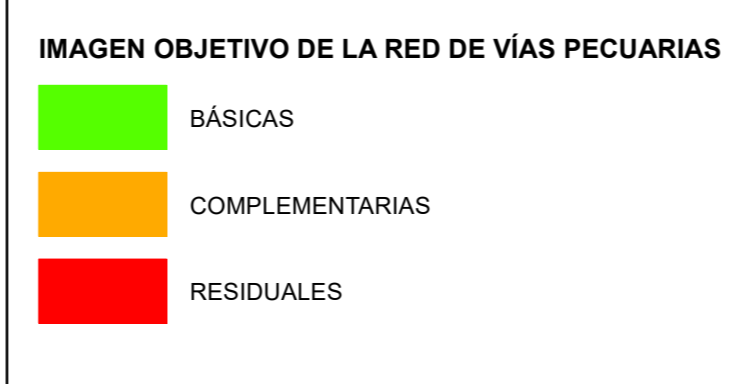 IMAGEN OBJETIVO DE LA RED DE VÍAS PECUARIAS
BÁSICAS
COMPLEMENTARIAS
RESIDUALES